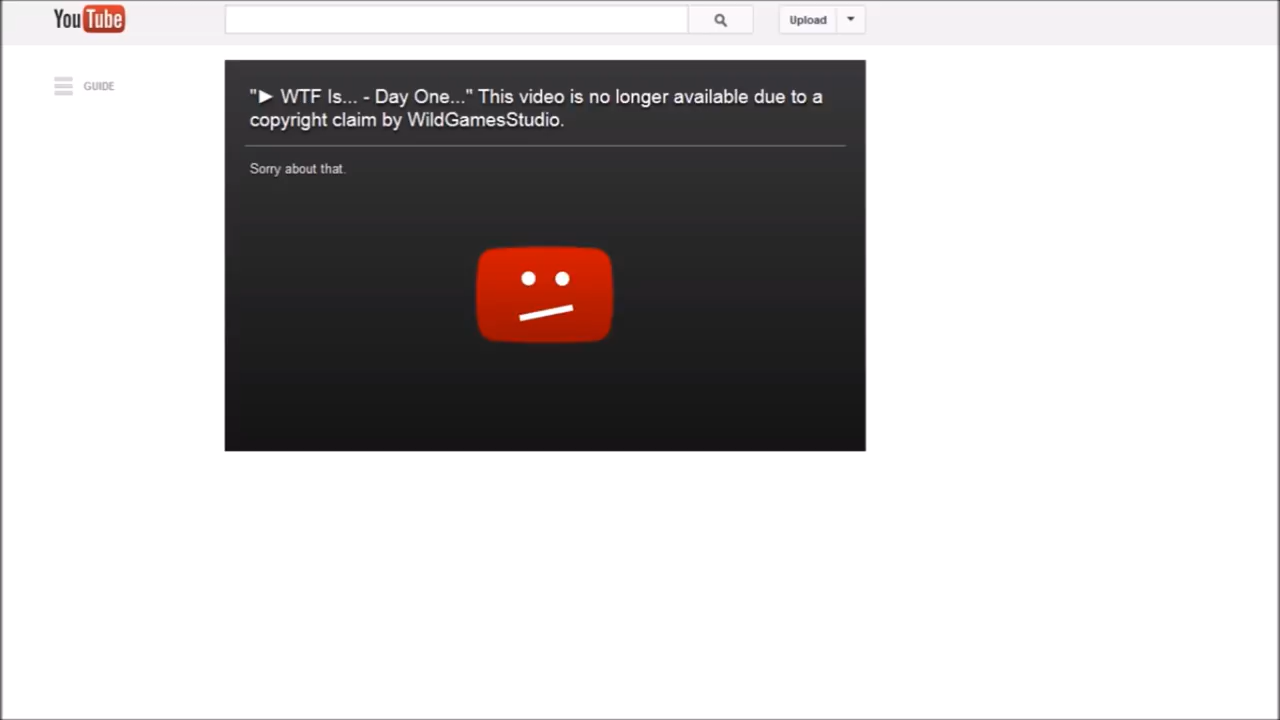 YouTube
Upload
GUIDE
"► WTF Is... - Day One..." This video is no longer available due to a
copyright claim by WildGamesStudio.
Sorry about that.